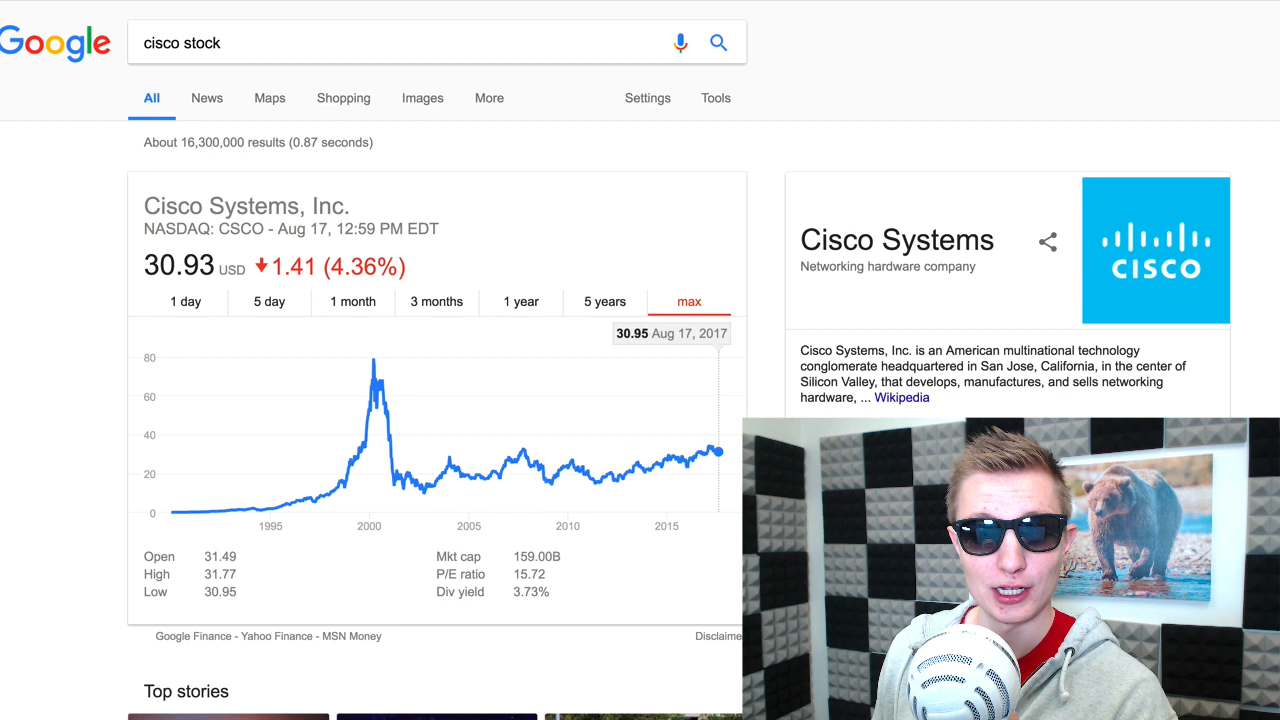 Google
cisco stock
All News Maps Shopping Images More Settings Tools
About 16,300,000 results (0.87 seconds)
Cisco Systems, Inc.
NASDAQ: CSCO - Aug 17, 12:59 PM EDT
30.93 USD 1.41 (4.36%)
1 day 5 day 1 month 3 months 1 year 5 years max
30.95 Aug 17, 2017
80
60
40
20
0
1995 2000 2005 2010 2015
Open 31.49 Mkt cap 159.00B
High 31.77 P/E ratio 15.72
Low 30.95 Div yield 3.73%
Google Finance - Yahoo Finance - MSN Money Disclaime
Top stories
Cisco Systems
Networking hardware company
CISCO
Cisco Systems, Inc. is an American multinational technology
conglomerate headquartered in San Jose, California, in the center of
Silicon Valley, that develops, manufactures, and sells networking
hardware, ... Wikipedia